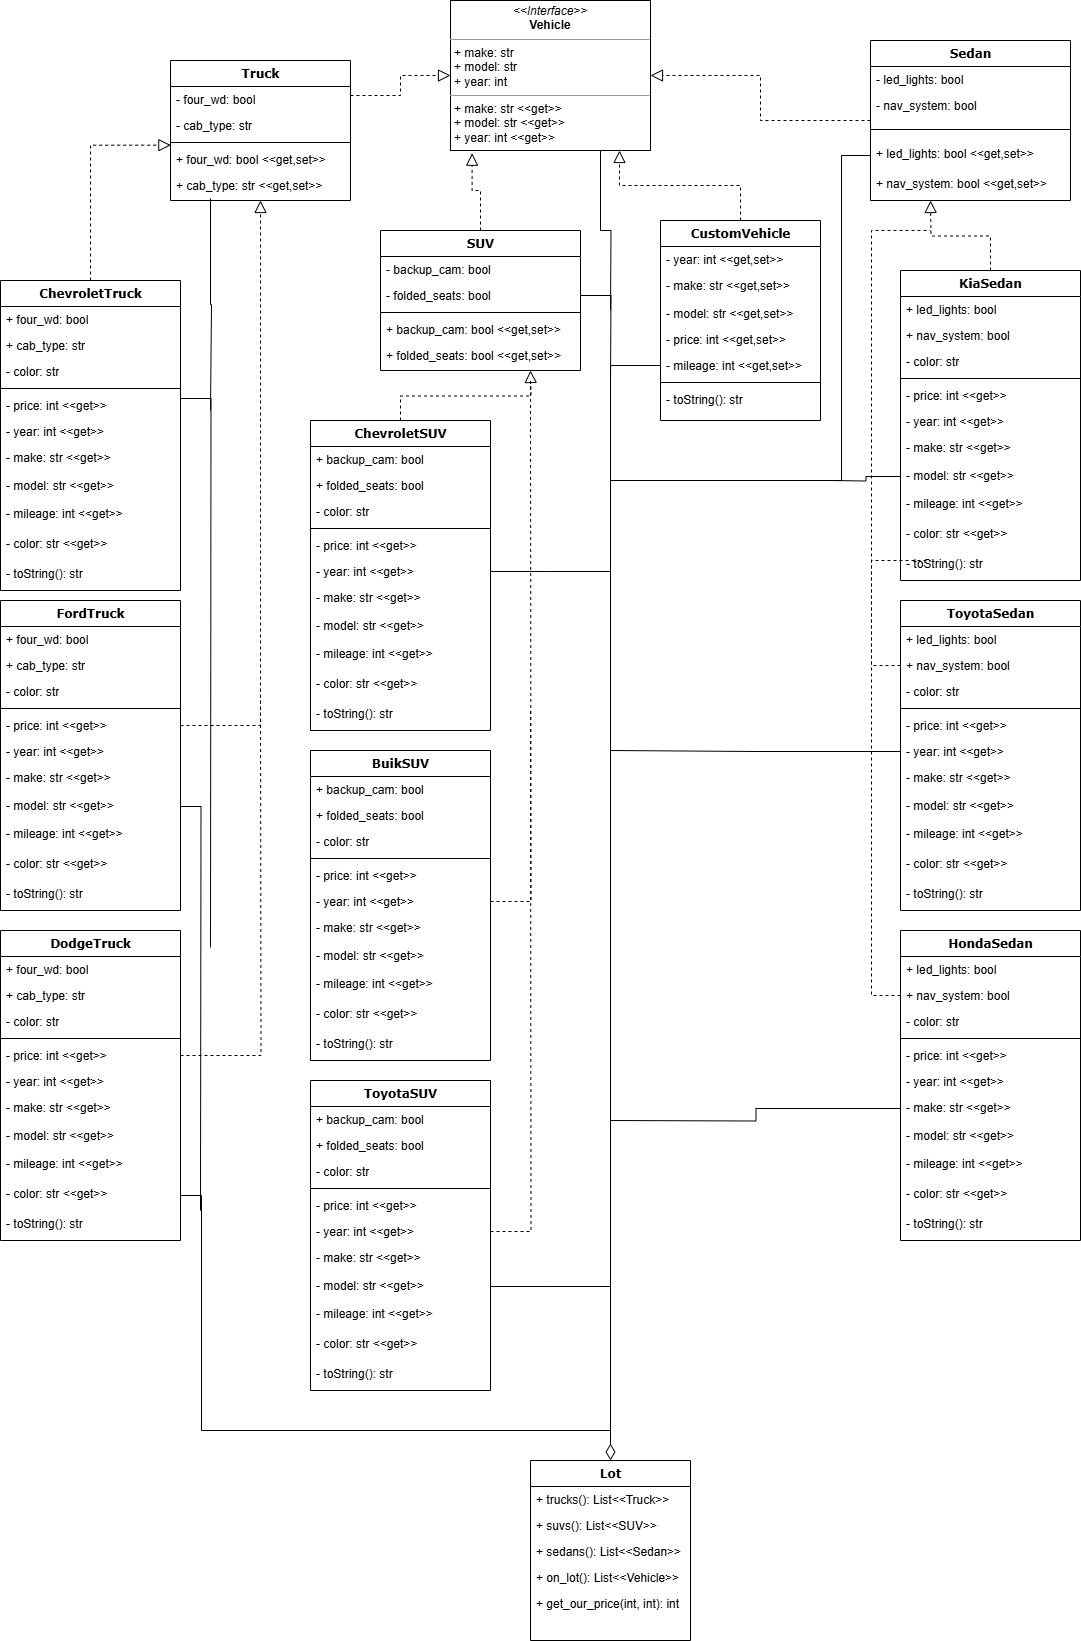 <<Interface>>
Vehicle
+ make: str
+ model: str
+ year: int
+ make: str <<get>>
+ model: str <<get>>
+ year: int <<get>>
Truck
- four_wd: bool
- cab_type: str
+ four_wd: bool <<get,set>>
+ cab_type: str <<get,set>>
Sedan
- led_lights: bool
- nav_system: bool
+ led_lights: bool <<get,set>>
+ nav_system: bool <<get,set>>
SUV
- backup_cam: bool
- folded_seats: bool
+ backup_cam: bool <<get,set>>
+ folded_seats: bool <<get,set>>
CustomVehicle
- year: int <<get,set>>
- make: str <<get,set>>
- model: str <<get,set>>
- price: int <<get,set>>
- mileage: int <<get,set>>
- toString(): str
ChevroletTruck
+ four_wd: bool
+ cab_type: str
- color: str
- price: int <<get>>
- year: int <<get>>
- make: str <<get>>
- model: str <<get>>
- mileage: int <<get>>
- color: str <<get>>
- toString(): str
FordTruck
+ four_wd: bool
+ cab_type: str
- color: str
- price: int <<get>>
- year: int <<get>>
- make: str <<get>>
- model: str <<get>>
- mileage: int <<get>>
- color: str <<get>>
- toString(): str
DodgeTruck
+ four_wd: bool
+ cab_type: str
- color: str
- price: int <<get>>
- year: int <<get>>
- make: str <<get>>
- model: str <<get>>
- mileage: int <<get>>
- color: str <<get>>
- toString(): str
ChevroletSUV
+ backup_cam: bool
+ folded_seats: bool
- color: str
- price: int <<get>>
- year: int <<get>>
- make: str <<get>>
- model: str <<get>>
- mileage: int <<get>>
- color: str <<get>>
- toString(): str
BuikSUV
+ backup_cam: bool
+ folded_seats: bool
- color: str
- price: int <<get>>
- year: int <<get>>
- make: str <<get>>
- model: str <<get>>
- mileage: int <<get>>
- color: str <<get>>
- toString(): str
ToyotaSUV
+ backup_cam: bool
+ folded_seats: bool
- color: str
- price: int <<get>>
- year: int <<get>>
- make: str <<get>>
- model: str <<get>>
- mileage: int <<get>>
- color: str <<get>>
- toString(): str
KiaSedan
+ led_lights: bool
+ nav_system: bool
- color: str
- price: int <<get>>
- year: int <<get>>
- make: str <<get>>
- model: str <<get>>
- mileage: int <<get>>
- color: str <<get>>
- toString(): str
ToyotaSedan
+ led_lights: bool
+ nav_system: bool
- color: str
- price: int <<get>>
- year: int <<get>>
- make: str <<get>>
- model: str <<get>>
- mileage: int <<get>>
- color: str <<get>>
- toString(): str
HondaSedan
+ led_lights: bool
+ nav_system: bool
- color: str
- price: int <<get>>
- year: int <<get>>
- make: str <<get>>
- model: str <<get>>
- mileage: int <<get>>
- color: str <<get>>
- toString(): str
Lot
+ trucks(): List<<Truck>>
+ suvs(): List<<SUV>>
+ sedans(): List<<Sedan>>
+ on_lot(): List<<Vehicle>>
+ get_our_price(int, int): int